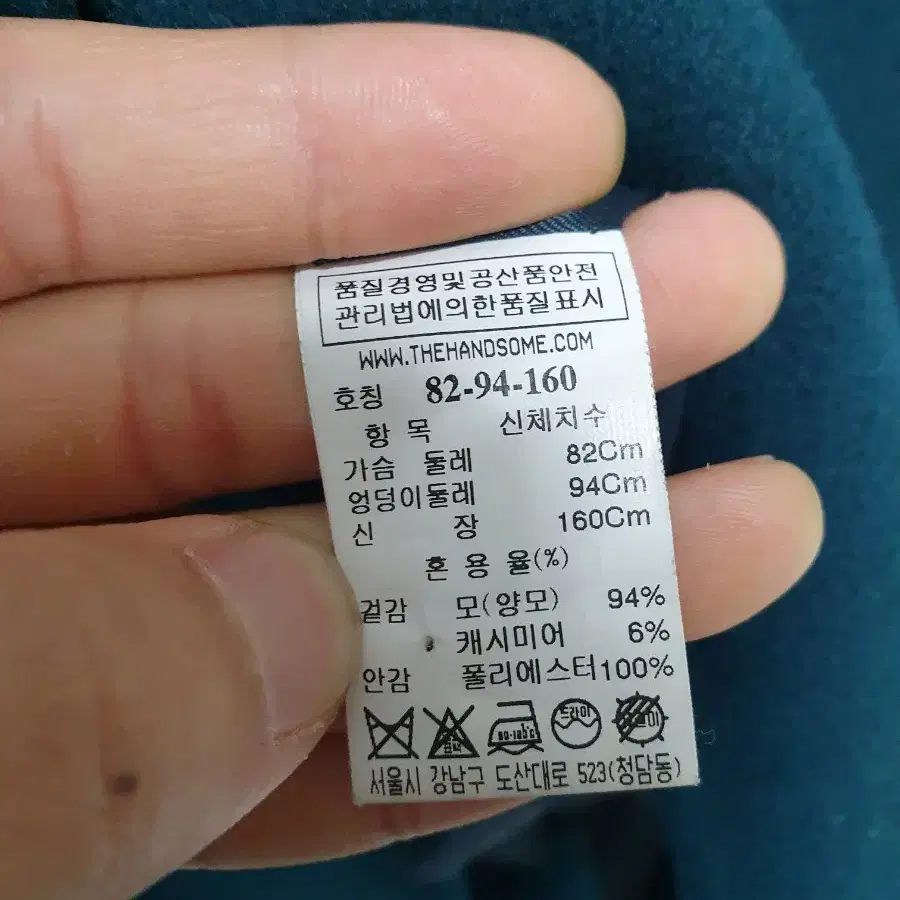 품질경영및공산품안전
관리법에의한품질표시
WWW.THEHANDSOME.COM
호칭 82-94-160
항 목 신체치수
가슴 둘레 82Cm
엉덩이둘레 94Cm
신 장 160Cm
혼 용 율(%)
겉감 모(양모) 94%
캐시미어 6%
안감 폴리에스터100%
드라이
서울시 강남구 도산대로 523(청담동)